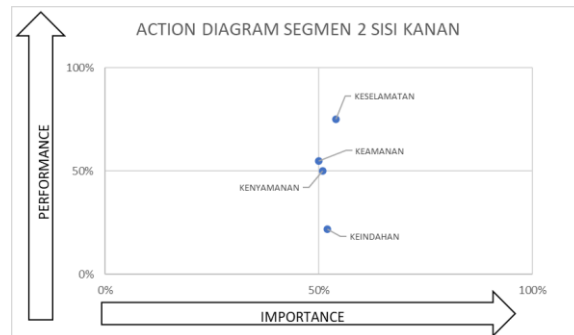 ACTION DIAGRAM SEGMEN 2 SISI KANAN
PERFORMANCE
100%
KESELAMATAN
KEAMANAN
50%
KENYAMANAN
KEINDAHAN
0%
0%
50%
100%
IMPORTANCE